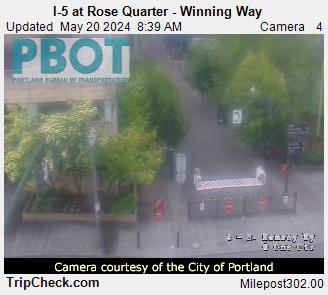 I-5 at Rose Quarter - Winning Way
Updated May 20 2024 8:39 AM Camera 4
PBOT
PORTLAND BUREAU OF TRANSPORTATION
Camera courtesy of the City of Portland
TripCheck.com Milepost302.00